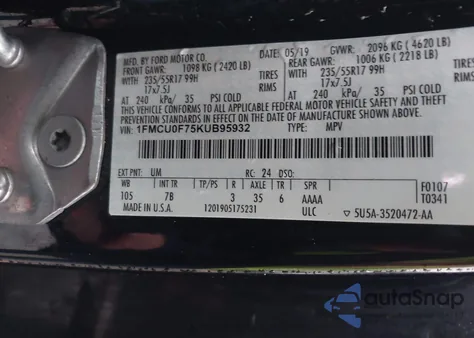 MFD. BY FORD MOTOR CO. 05/19 GVWR: 2096 KG (4620 LB)
FRONT GAWR: 1098 KG (2420 LB) REAR GAWR: 1006 KG (2218 LB)
235/55R17 99H TIRES 235/55R17 99H TIRES
17x7.5J RIMS 17x7.5J
AT 240 kPa/ 35 PSI COLD AT 240 kPa/ 35 PSI COLD
THIS VEHICLE CONFORMS TO ALL APPLICABLE FEDERAL MOTOR VEHICLE SAFETY AND THEFT
PREVENTION STANDARDS IN EFFECT ON THE DATE OF MANUFACTURE SHOWN ABOVE.
VIN: 1FMCU0F75KUB95932 TYPE: MPV
EXT PNT: UM RC: 24 DSO:
WB INT TR TP/PS R AXLE TR SPR F0107
105 7B 3 35 6 AAAA T0341
MADE IN U.S.A. 1201905175231 ULC 5U5A-3520472-AA
autoSnap